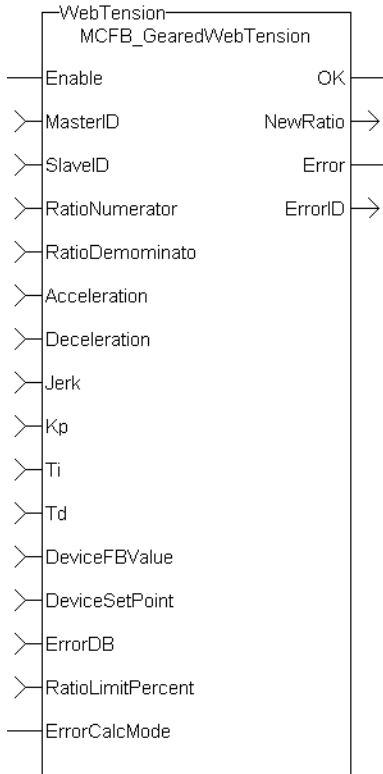 WebTension
MCFB_GearedWebTension
Enable OK
MasterID NewRatio
SlaveID Error
RatioNumerator ErrorID
RatioDemominato
Acceleration
Deceleration
Jerk
Kp
Ti
Td
DeviceFBValue
DeviceSetPoint
ErrorDB
RatioLimitPercent
ErrorCalcMode